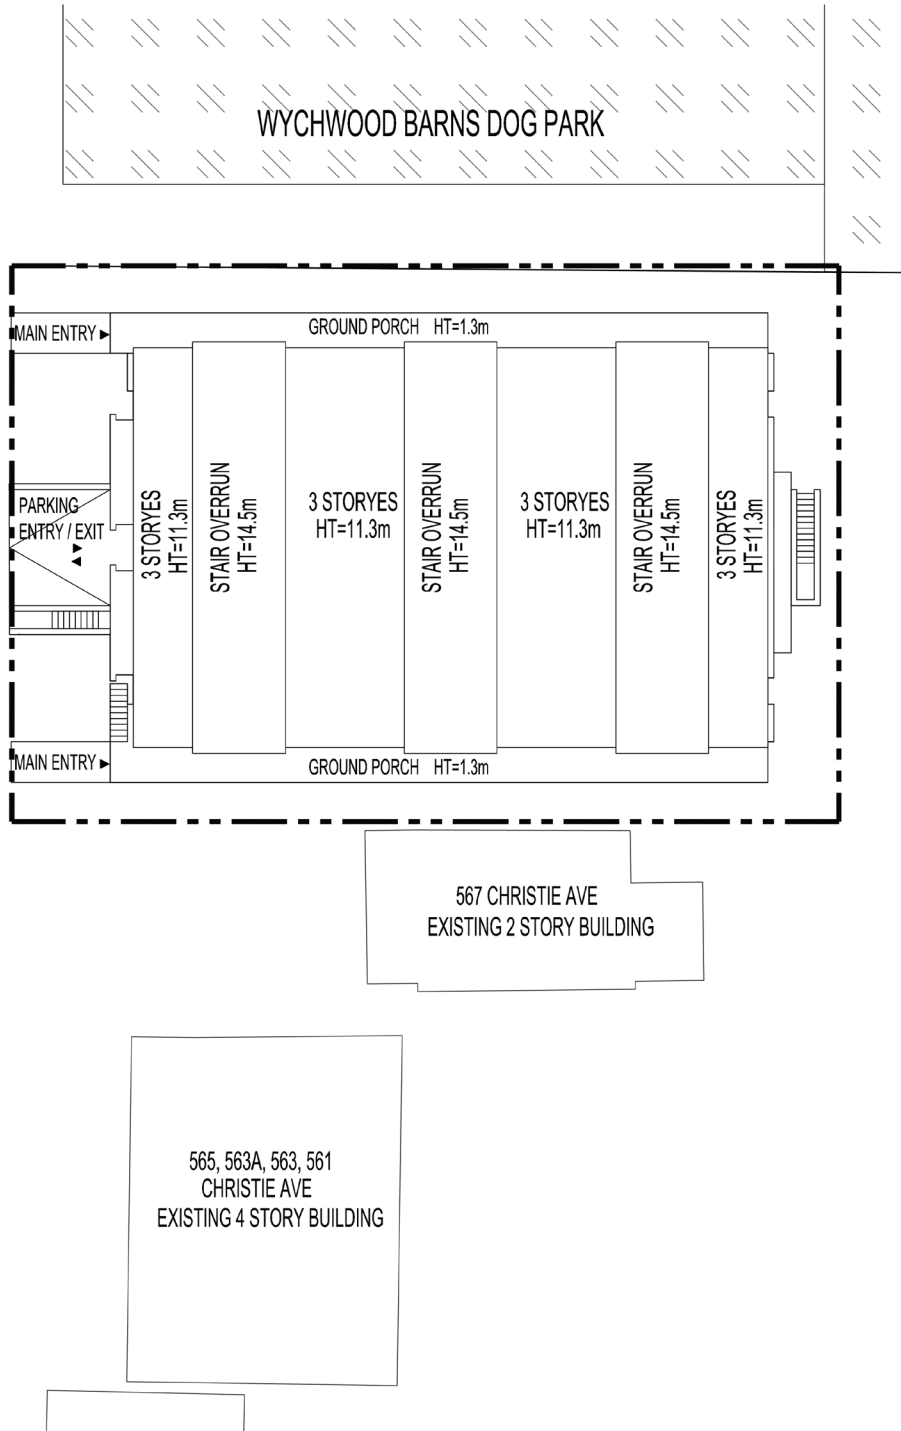 WYCHWOOD BARNS DOG PARK
MAIN ENTRY
GROUND PORCH HT=1.3m
PARKING
ENTRY / EXIT
3 STORYES
HT=11.3m
STAIR OVERRUN
HT=14.5m
3 STORYES
HT=11.3m
STAIR OVERRUN
HT=14.5m
3 STORYES
HT=11.3m
STAIR OVERRUN
HT=14.5m
3 STORYES
HT=11.3m
MAIN ENTRY
GROUND PORCH HT=1.3m
567 CHRISTIE AVE
EXISTING 2 STORY BUILDING
565, 563A, 563, 561
CHRISTIE AVE
EXISTING 4 STORY BUILDING